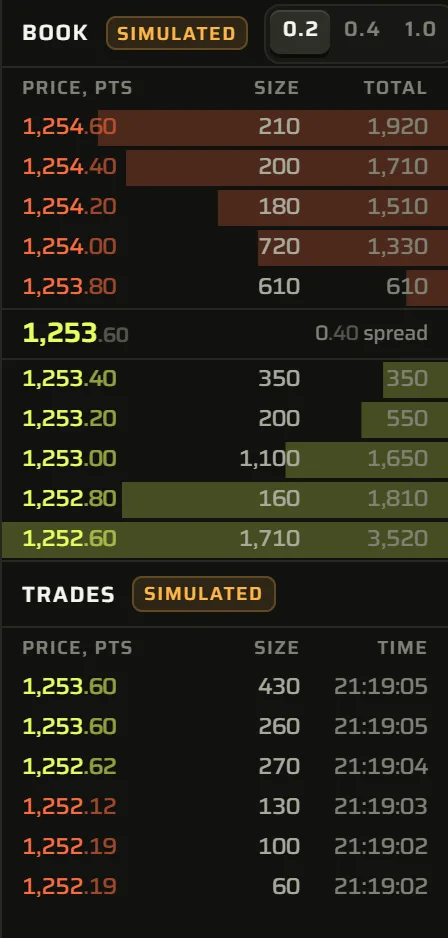 BOOK SIMULATED 0.2 0.4 1.0
PRICE, PTS SIZE TOTAL
1,254.60 210 1,920
1,254.40 200 1,710
1,254.20 180 1,510
1,254.00 720 1,330
1,253.80 610 610
1,253.60 0.40 spread
1,253.40 350 350
1,253.20 200 550
1,253.00 1,100 1,650
1,252.80 160 1,810
1,252.60 1,710 3,520
TRADES SIMULATED
PRICE, PTS SIZE TIME
1,253.60 430 21:19:05
1,253.60 260 21:19:05
1,252.62 270 21:19:04
1,252.12 130 21:19:03
1,252.19 100 21:19:02
1,252.19 60 21:19:02